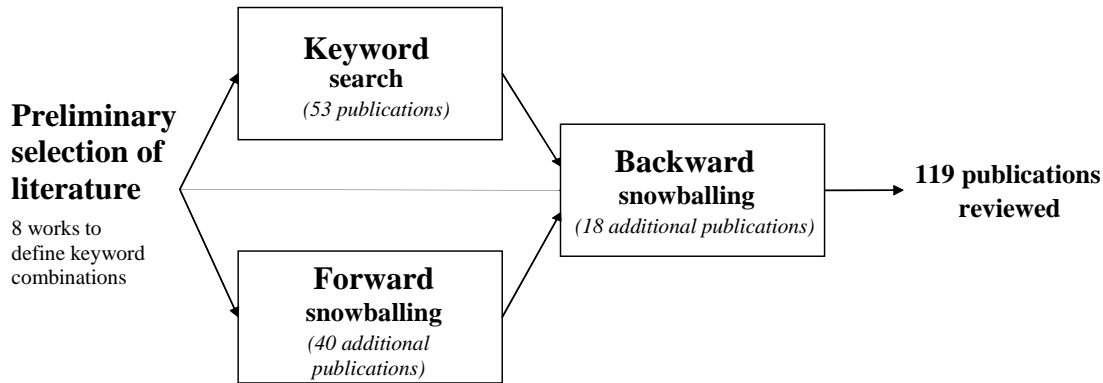 Preliminary
selection of
literature
8 works to
define keyword
combinations
Keyword
search
(53 publications)
Forward
snowballing
(40 additional
publications)
Backward
snowballing
(18 additional publications)
119 publications
reviewed